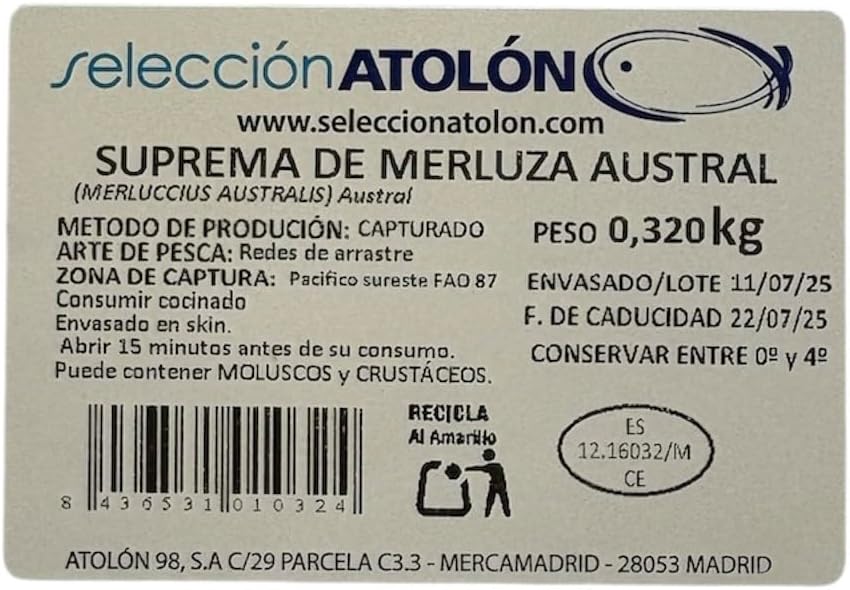 selección ATOLÓN
www.seleccionatolon.com
SUPREMA DE MERLUZA AUSTRAL
(MERLUCCIUS AUSTRALIS) Austral
METODO DE PRODUCIÓN: CAPTURADO
ARTE DE PESCA: Redes de arrastre
ZONA DE CAPTURA: Pacifico sureste FAO 87
Consumir cocinado
Envasado en skin.
Abrir 15 minutos antes de su consumo.
Puede contener MOLUSCOS y CRUSTÁCEOS.
PESO 0,320 kg
ENVASADO/LOTE 11/07/25
F. DE CADUCIDAD 22/07/25
CONSERVAR ENTRE 0º y 4º
8 436531 010324
RECICLA
Al Amarillo
ES
12.16032/M
CE
ATOLÓN 98, S.A C/29 PARCELA C3.3 - MERCAMADRID - 28053 MADRID